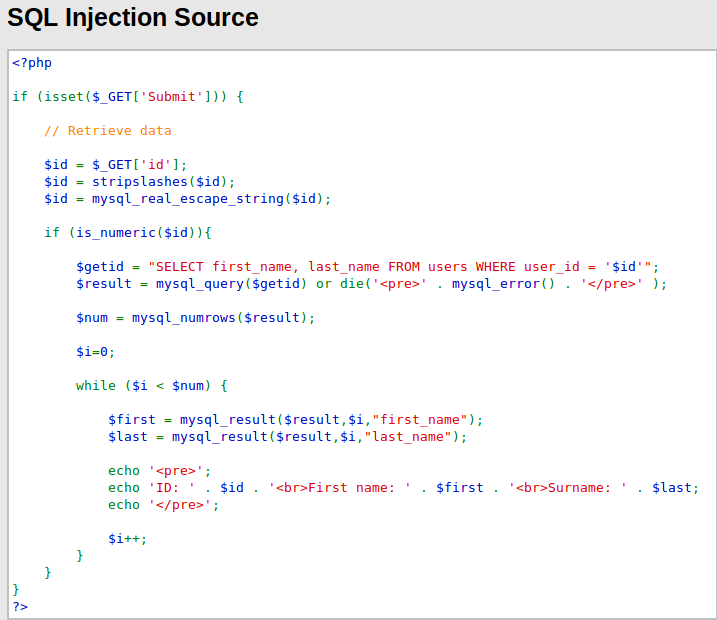 SQL Injection Source
<?php
if (isset($_GET['Submit'])) {
// Retrieve data
$id = $_GET['id'];
$id = stripslashes($id);
$id = mysql_real_escape_string($id);
if (is_numeric($id)){
$getid = "SELECT first_name, last_name FROM users WHERE user_id = '$id'";
$result = mysql_query($getid) or die('<pre>' . mysql_error() . '</pre>' );
$num = mysql_numrows($result);
$i=0;
while ($i < $num) {
$first = mysql_result($result,$i,"first_name");
$last = mysql_result($result,$i,"last_name");
echo '<pre>';
echo 'ID: ' . $id . '<br>First name: ' . $first . '<br>Surname: ' . $last;
echo '</pre>';
$i++;
}
}
}
?>